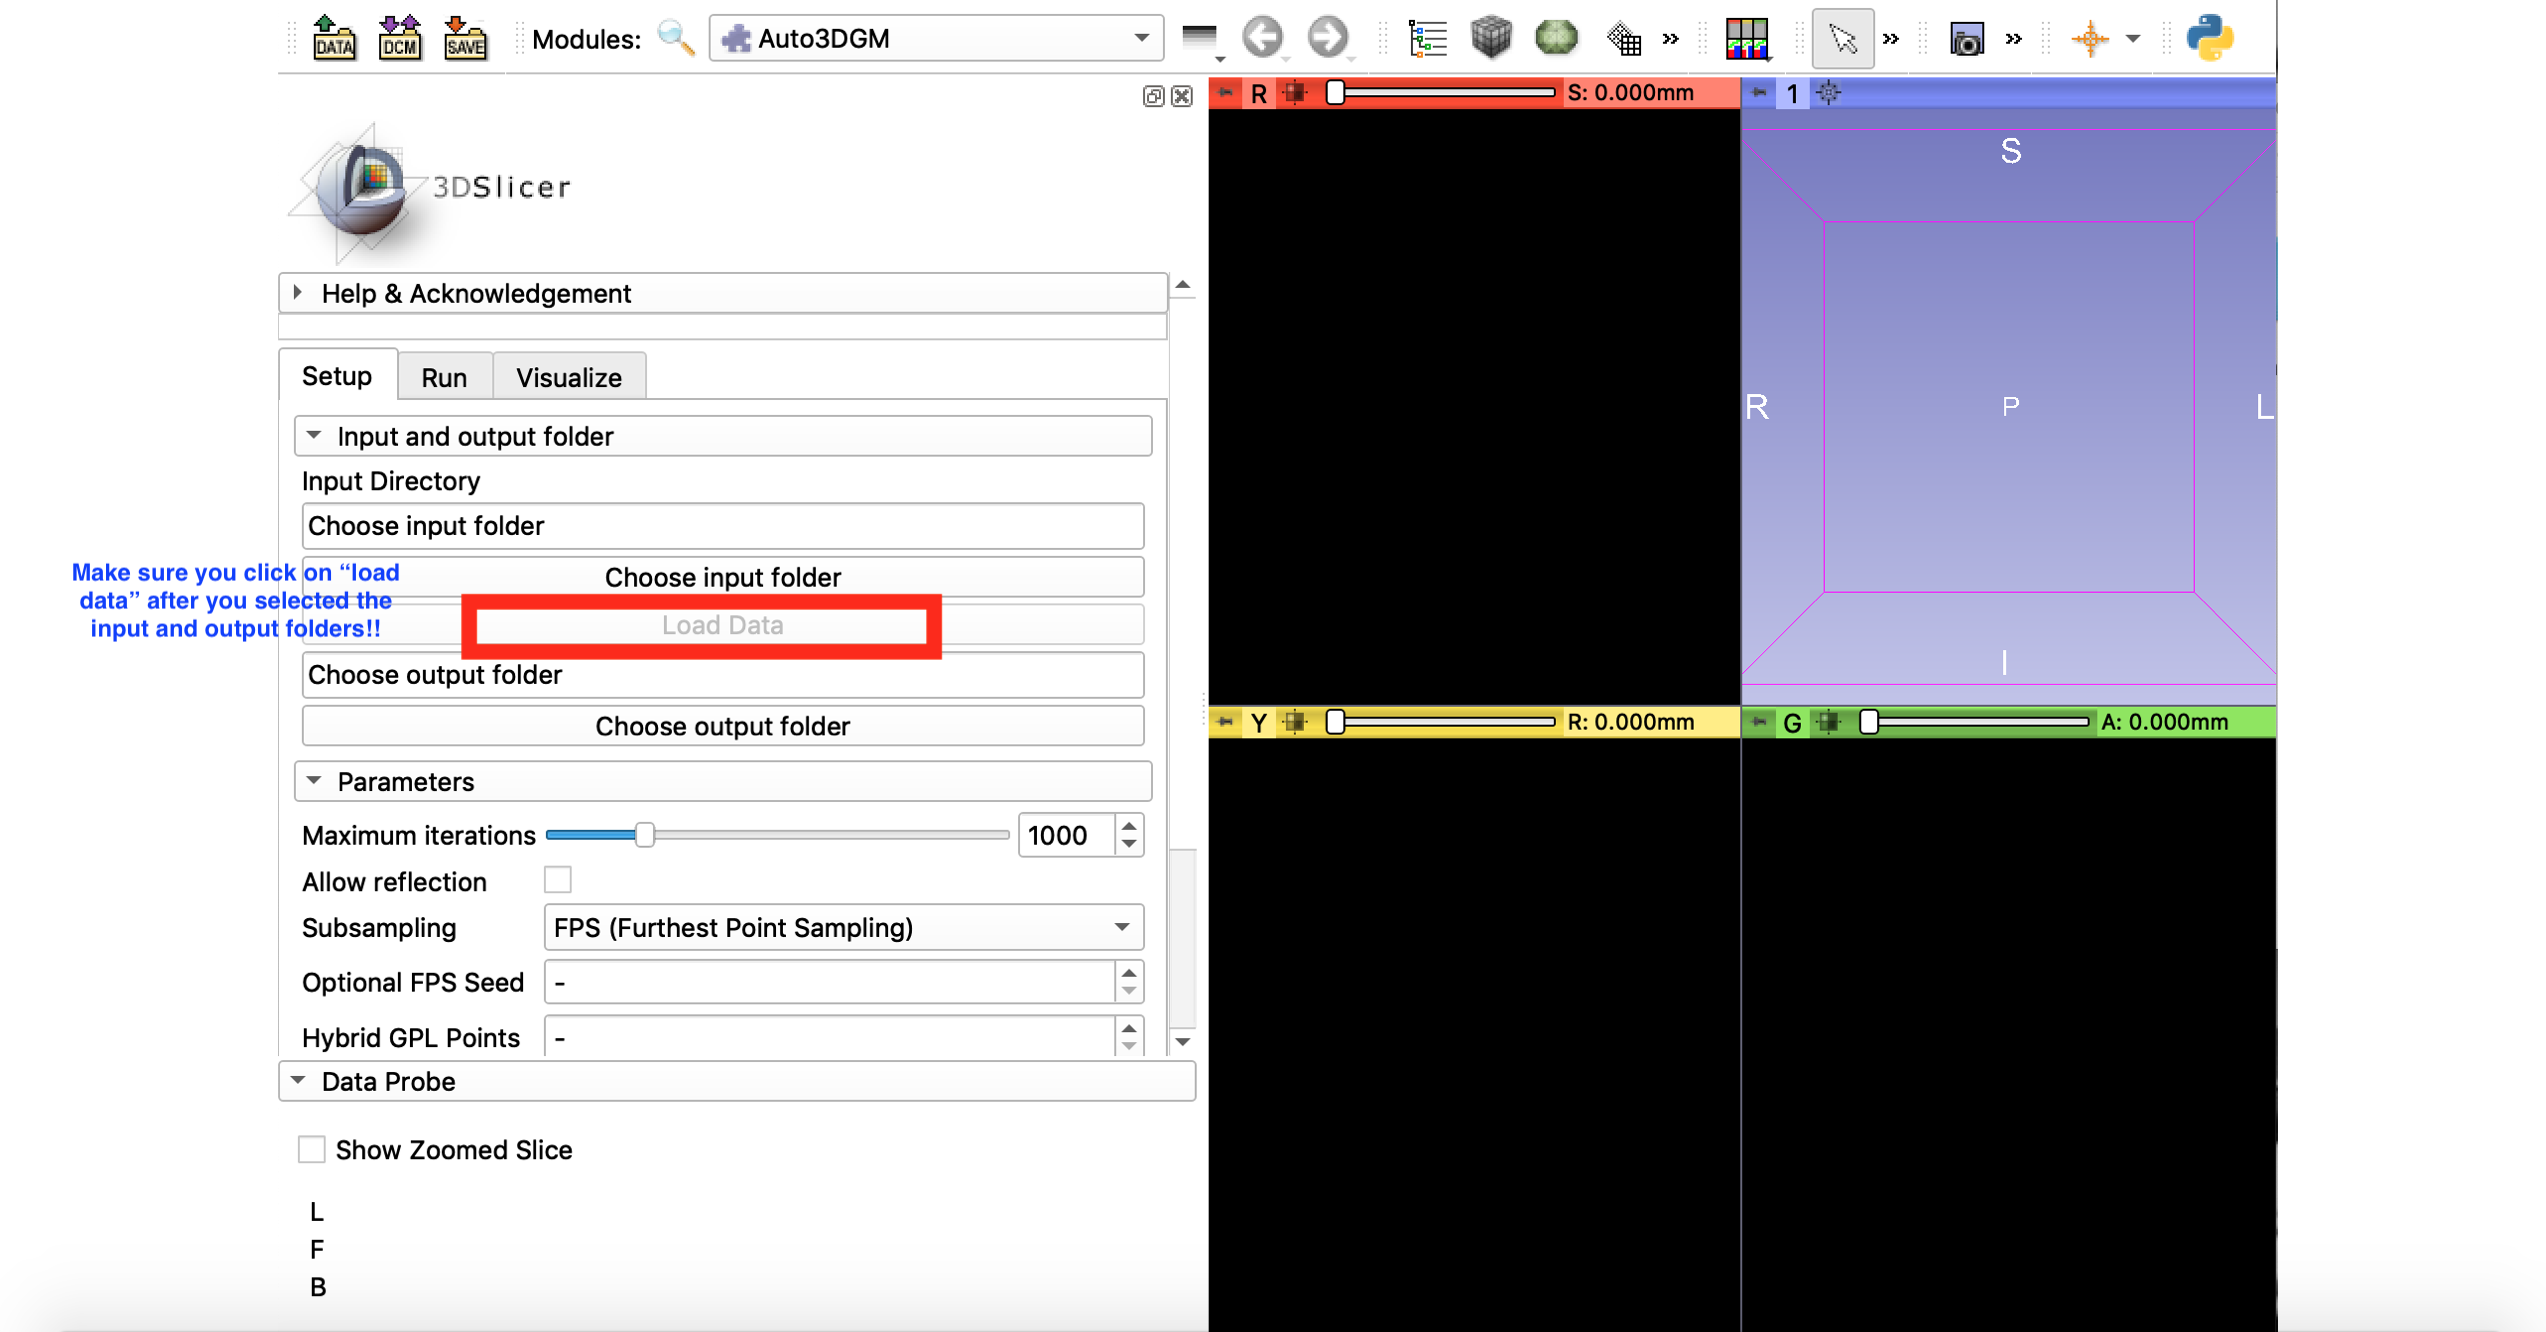 DATA DCM SAVE Modules: Auto3DGM
R S: 0.000mm 1
3DSlicer
S
Help & Acknowledgement
Setup Run Visualize
R P L
Input and output folder
Input Directory
Choose input folder
Choose input folder
Make sure you click on “load
data” after you selected the
input and output folders!!
Load Data
I
Choose output folder
Choose output folder
Y R: 0.000mm G A: 0.000mm
Parameters
Maximum iterations 1000
Allow reflection
Subsampling FPS (Furthest Point Sampling)
Optional FPS Seed -
Hybrid GPL Points -
Data Probe
Show Zoomed Slice
L
F
B